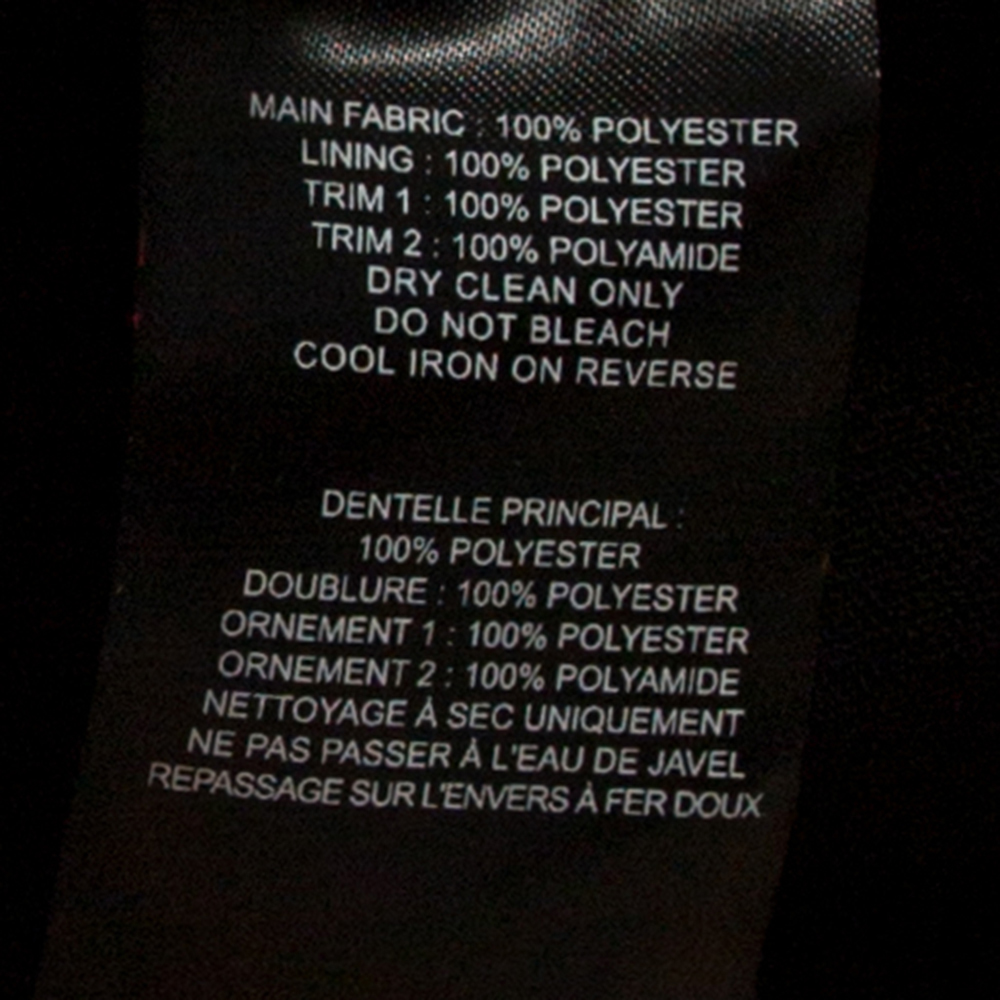 MAIN FABRIC : 100% POLYESTER
LINING : 100% POLYESTER
TRIM 1 : 100% POLYESTER
TRIM 2 : 100% POLYAMIDE
DRY CLEAN ONLY
DO NOT BLEACH
COOL IRON ON REVERSE
DENTELLE PRINCIPAL :
100% POLYESTER
DOUBLURE : 100% POLYESTER
ORNEMENT 1 : 100% POLYESTER
ORNEMENT 2 : 100% POLYAMIDE
NETTOYAGE À SEC UNIQUEMENT
NE PAS PASSER À L'EAU DE JAVEL
REPASSAGE SUR L'ENVERS À FER DOUX